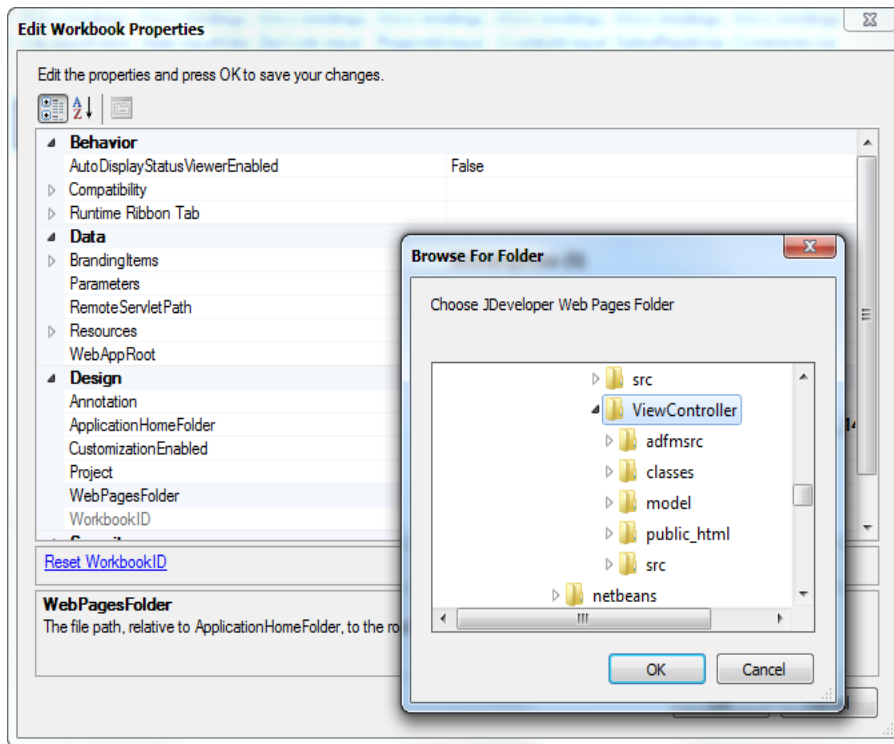 Edit Workbook Properties
Edit the properties and press OK to save your changes.
Behavior
AutoDisplayStatusViewerEnabled False
Compatibility
Runtime Ribbon Tab
Data
BrandingItems
Parameters
RemoteServletPath
Resources
WebAppRoot
Design
Annotation
ApplicationHomeFolder
CustomizationEnabled
Project
WebPagesFolder
WorkbookID
Reset WorkbookID
WebPagesFolder
The file path, relative to ApplicationHomeFolder, to the ro
Browse For Folder
Choose JDeveloper Web Pages Folder
src
ViewController
adfmsrc
classes
model
public_html
src
netbeans
OK Cancel